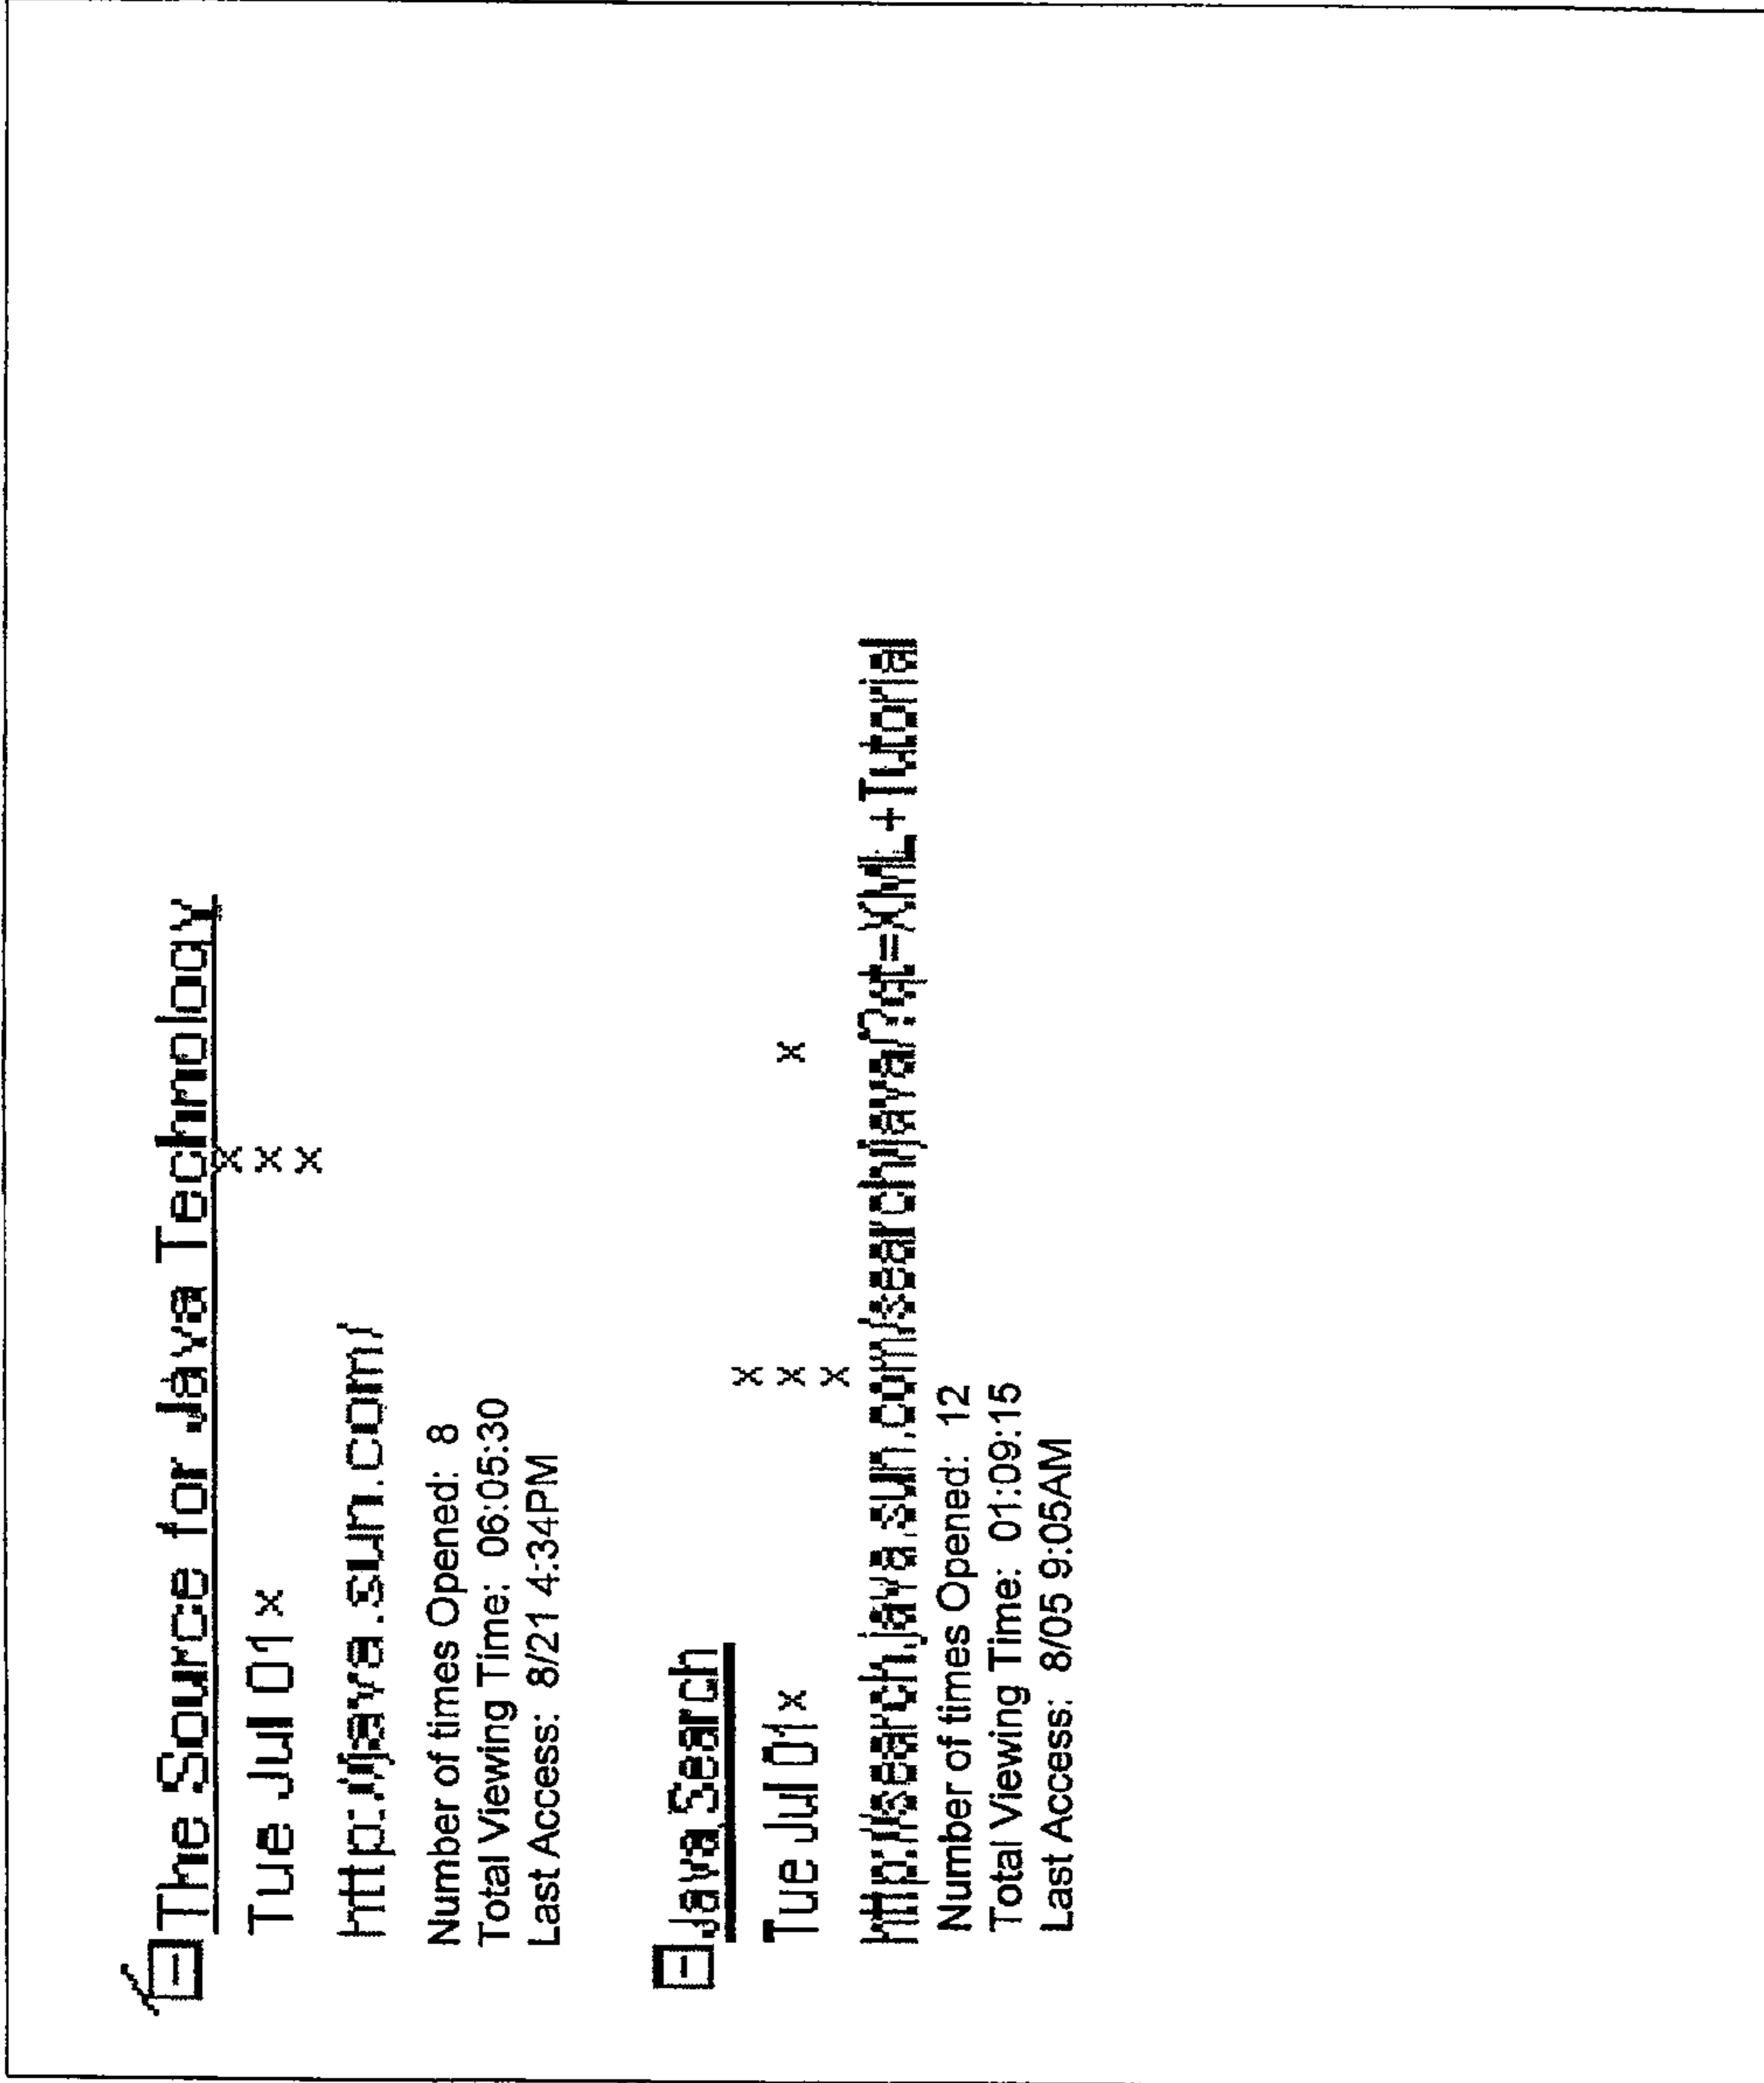 The Source for Java Technology
x
Tue Jul 01 x x
x
http://java.sun.com/
Number of times Opened: 8
Total Viewing Time: 06:05:30
Last Access: 8/21 4:34PM
Java Search
x
Tue Jul 01 x x x
x
http://search.java.sun.com/search/java/?qt=XML+Tutorial
Number of times Opened: 12
Total Viewing Time: 01:09:15
Last Access: 8/05 9:05AM